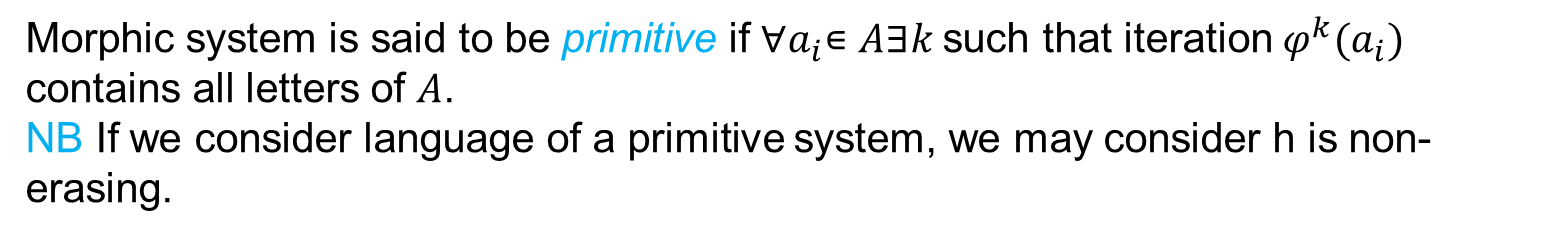 Morphic system is said to be primitive if ∀𝑎ᵢ∈ 𝐴∃𝑘 such that iteration 𝜑ᵏ(𝑎ᵢ)
contains all letters of 𝐴.
NB If we consider language of a primitive system, we may consider h is non-
erasing.